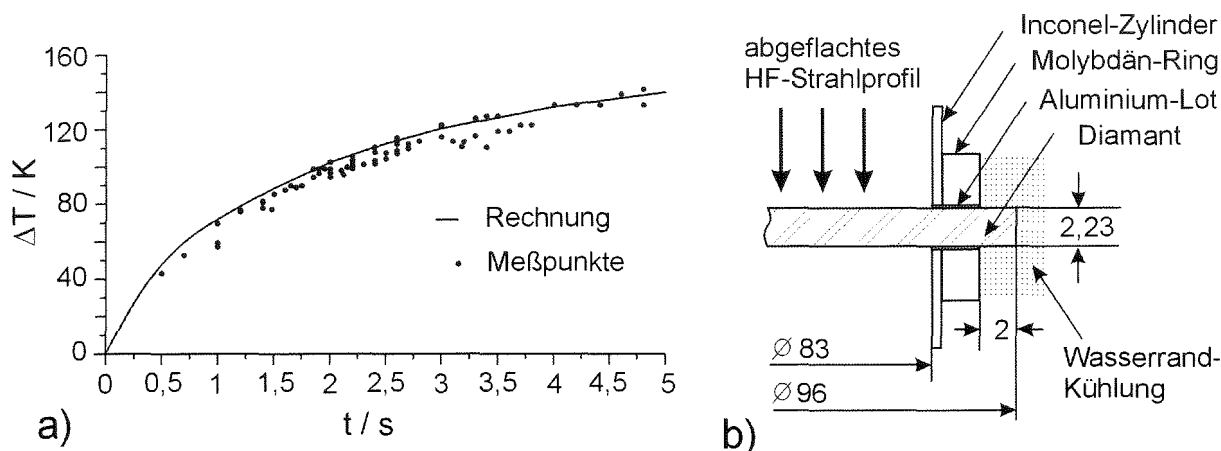 160
120
80
40
0
ΔT / K
0 0,5 1 1,5 2 2,5 3 3,5 4 4,5 5
t / s
Rechnung
Meßpunkte
a)
abgeflachtes
HF-Strahlprofil
Inconel-Zylinder
Molybdän-Ring
Aluminium-Lot
Diamant
2,23
2
Ø 83
Ø 96
Wasserrand-
Kühlung
b)